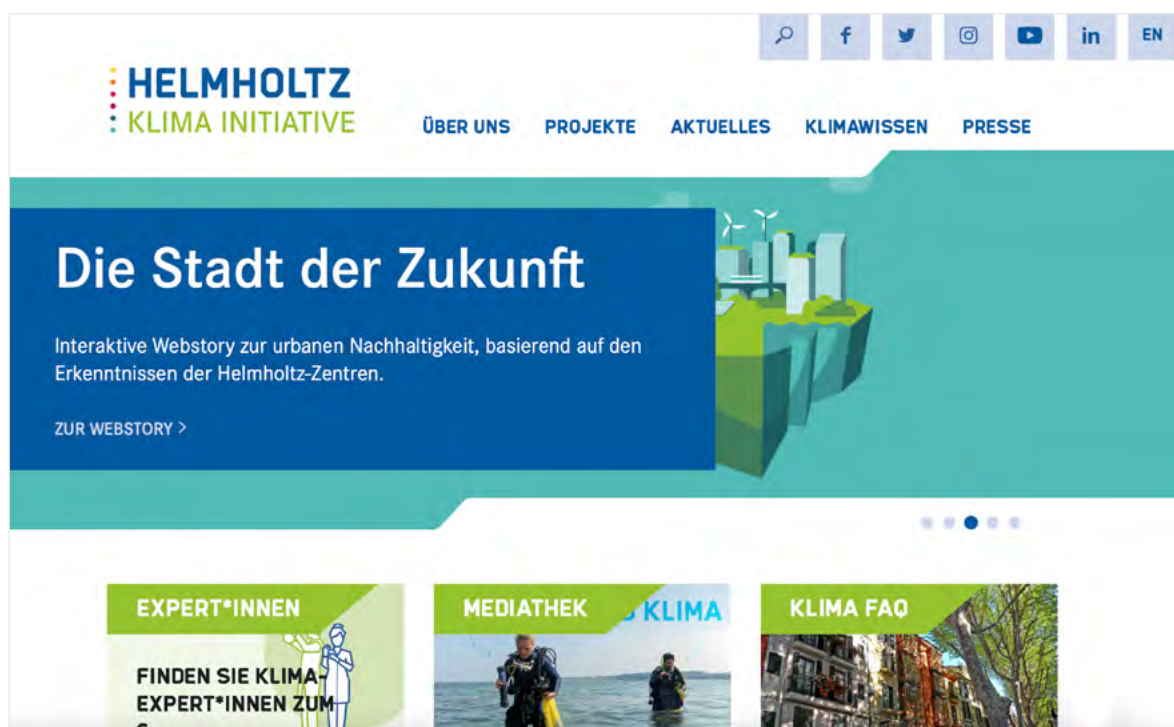 EN
HELMHOLTZ
KLIMA INITIATIVE
ÜBER UNS PROJEKTE AKTUELLES KLIMAWISSEN PRESSE
Die Stadt der Zukunft
Interaktive Webstory zur urbanen Nachhaltigkeit, basierend auf den
Erkenntnissen der Helmholtz-Zentren.
ZUR WEBSTORY >
EXPERT*INNEN
FINDEN SIE KLIMA-
EXPERT*INNEN ZUM
MEDIATHEK
KLIMA
KLIMA FAQ